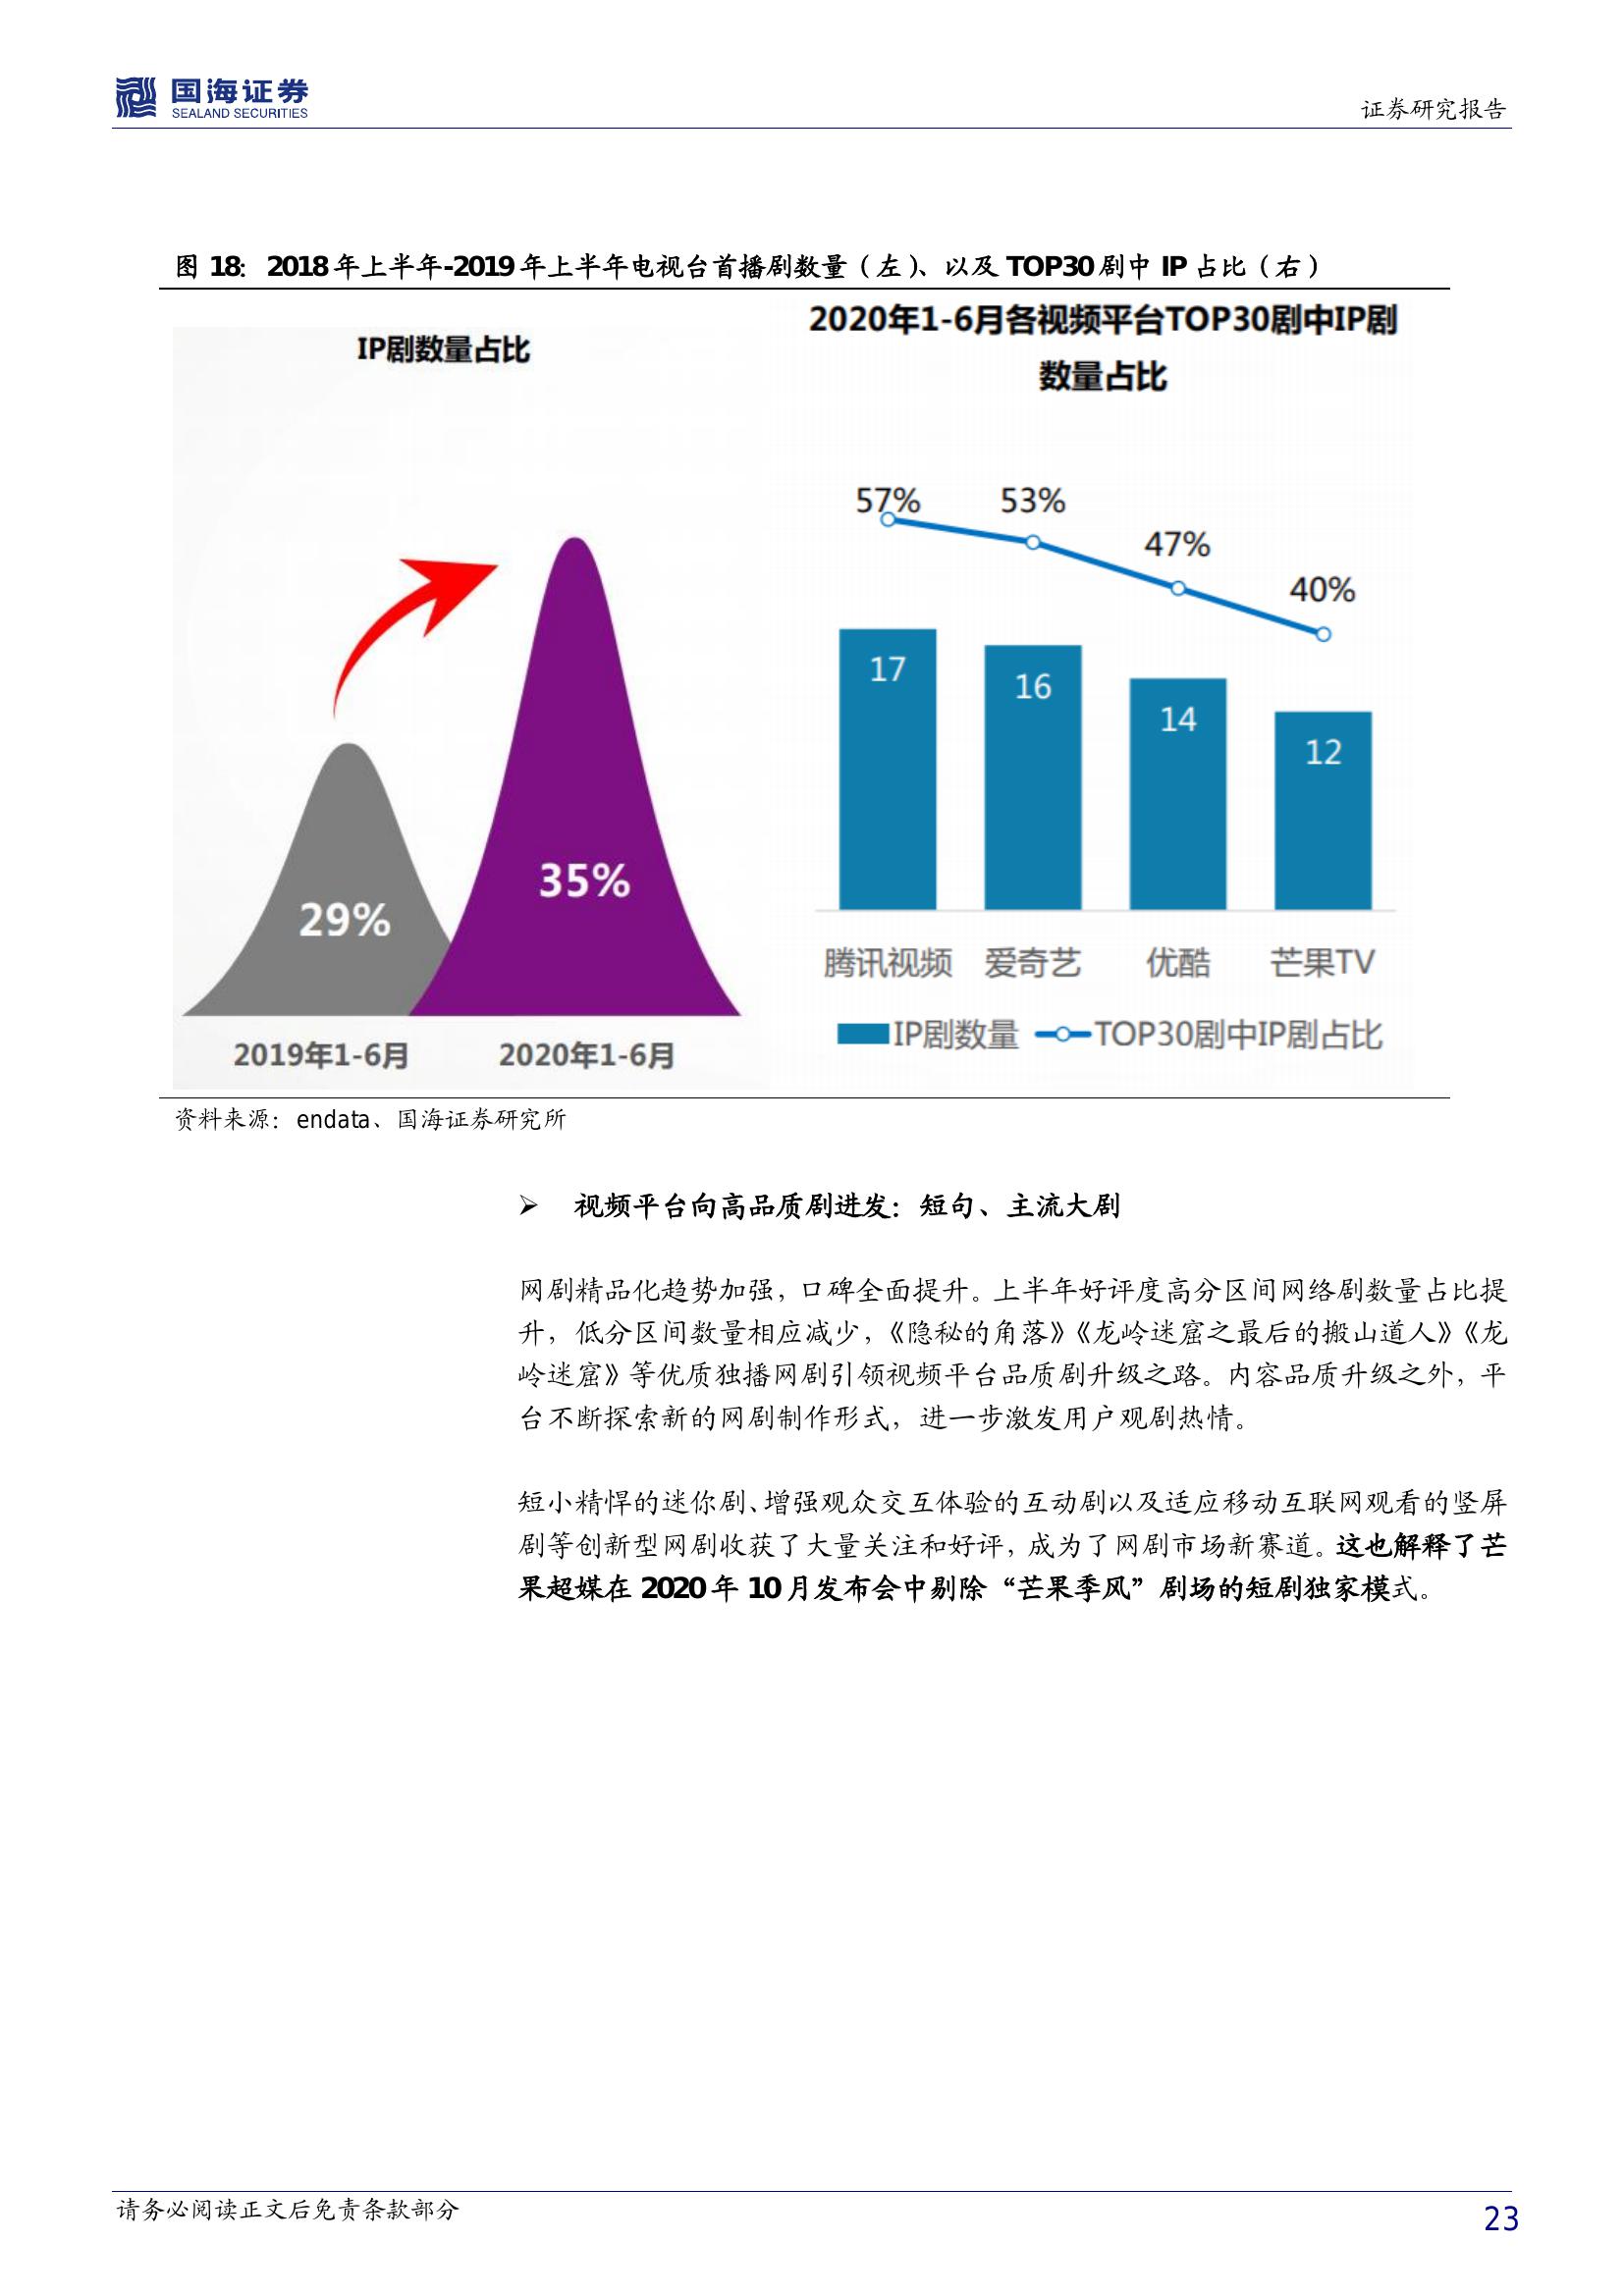 国海证券
SEALAND SECURITIES
证券研究报告
图 18：2018 年上半年-2019 年上半年电视台首播剧数量（左）、以及 TOP30 剧中 IP 占比（右）
IP剧数量占比
29%
35%
2019年1-6月 2020年1-6月
2020年1-6月各视频平台TOP30剧中IP剧
数量占比
57% 53% 47% 40%
17 16 14 12
腾讯视频 爱奇艺 优酷 芒果TV
IP剧数量 TOP30剧中IP剧占比
资料来源：endata、国海证券研究所
➢ 视频平台向高品质剧进发：短句、主流大剧
网剧精品化趋势加强，口碑全面提升。上半年好评度高分区间网络剧数量占比提
升，低分区间数量相应减少，《隐秘的角落》《龙岭迷窟之最后的搬山道人》《龙
岭迷窟》等优质独播网剧引领视频平台品质剧升级之路。内容品质升级之外，平
台不断探索新的网剧制作形式，进一步激发用户观剧热情。
短小精悍的迷你剧、增强观众交互体验的互动剧以及适应移动互联网观看的竖屏
剧等创新型网剧收获了大量关注和好评，成为了网剧市场新赛道。这也解释了芒
果超媒在 2020 年 10 月发布会中剔除“芒果季风”剧场的短剧独家模式。
请务必阅读正文后免责条款部分
23